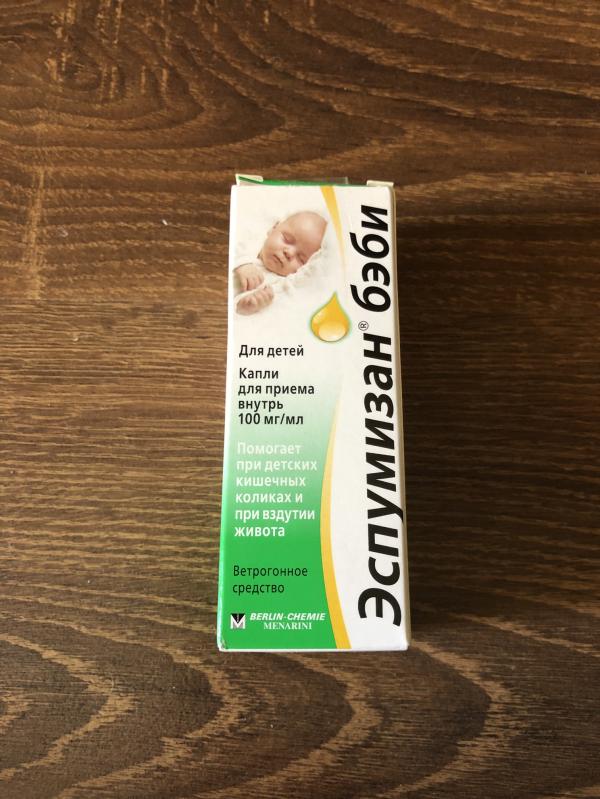 Эспумизан® бэби
Для детей
Капли
для приема
внутрь
100 мг/мл
Помогает
при детских
кишечных
коликах и
при вздутии
живота
Ветрогонное
средство
BERLIN-CHEMIE
MENARINI